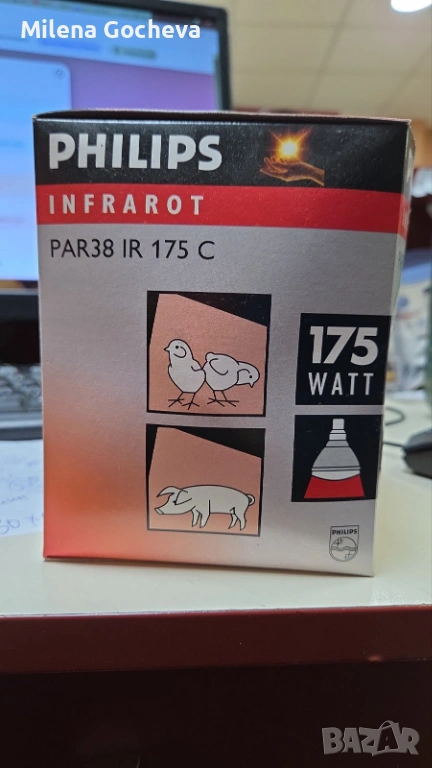 Milena Gocheva
PHILIPS
INFRAROT
PAR38 IR 175 C
175
WATT
PHILIPS
BAZAR